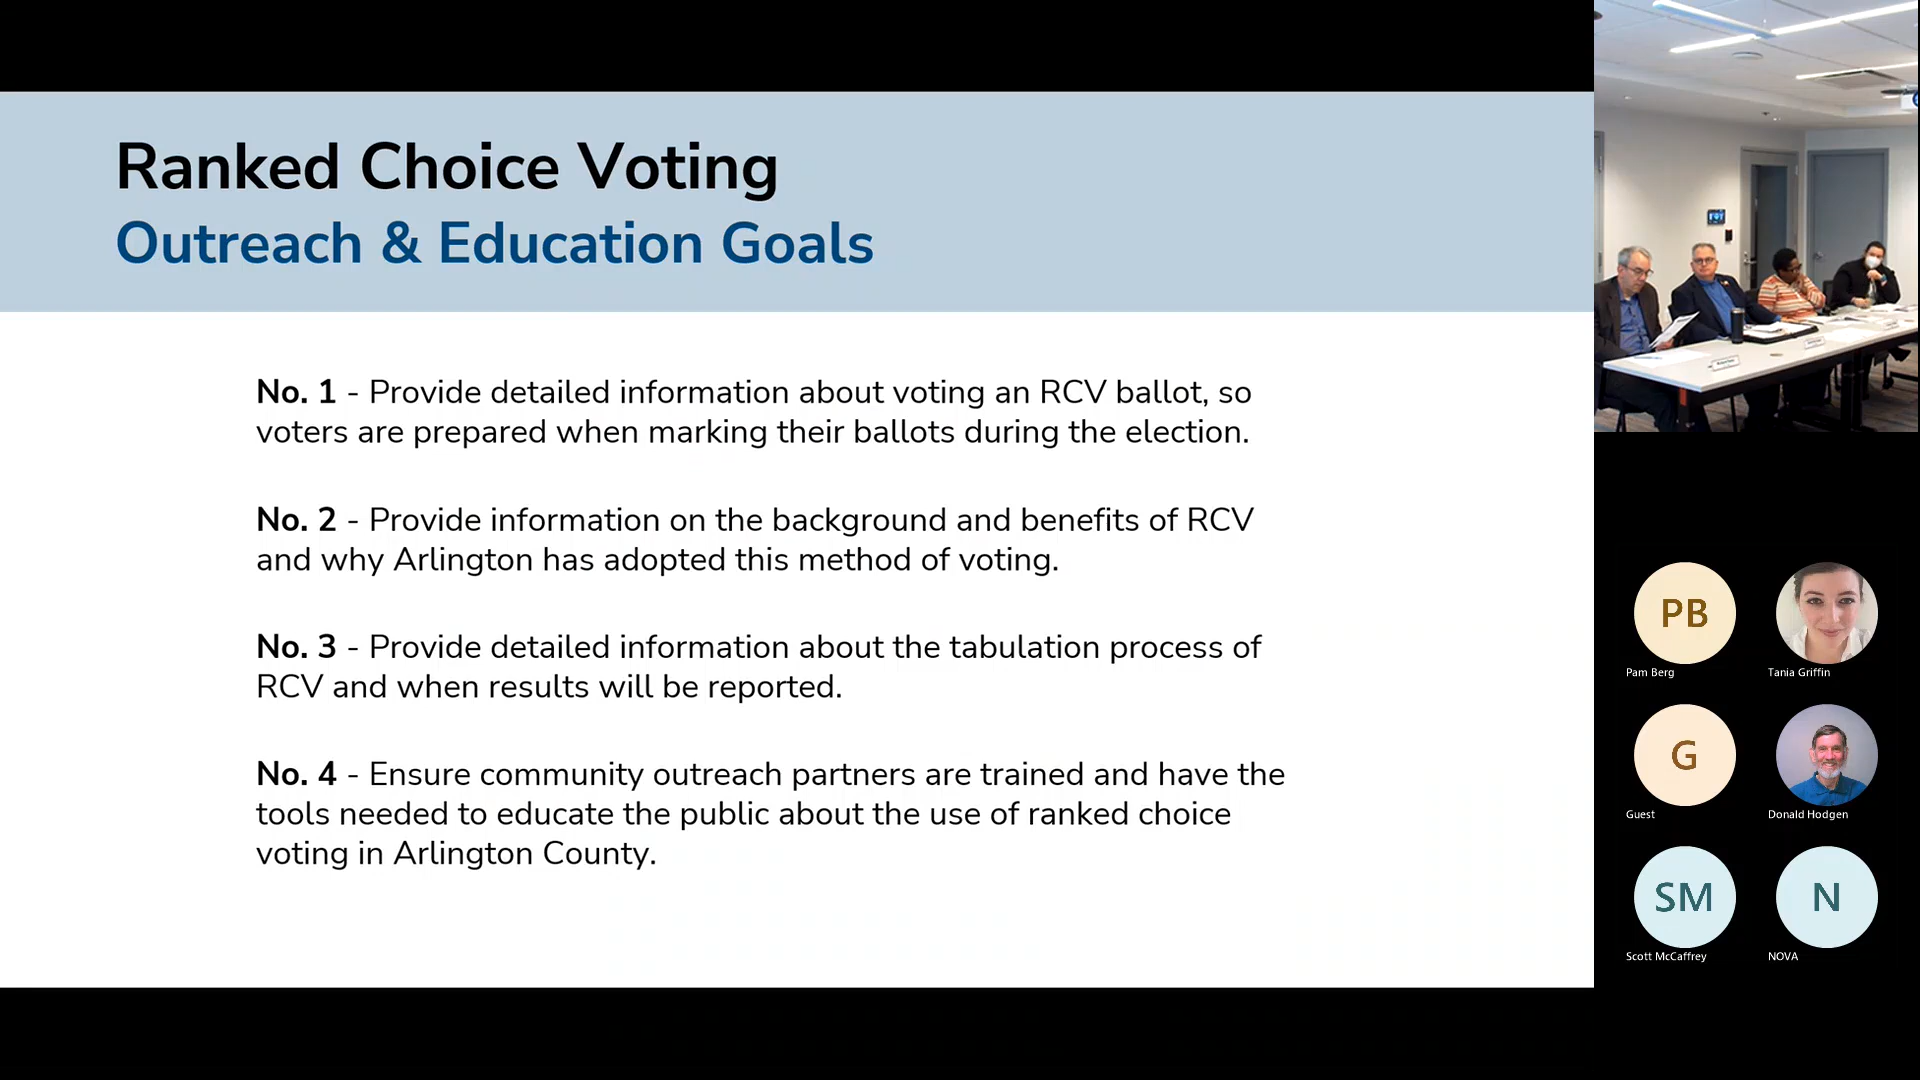 Ranked Choice Voting
Outreach & Education Goals
No. 1 - Provide detailed information about voting an RCV ballot, so
voters are prepared when marking their ballots during the election.
No. 2 - Provide information on the background and benefits of RCV
and why Arlington has adopted this method of voting.
No. 3 - Provide detailed information about the tabulation process of
RCV and when results will be reported.
No. 4 - Ensure community outreach partners are trained and have the
tools needed to educate the public about the use of ranked choice
voting in Arlington County.
PB
Pam Berg
Tania Griffin
G
Guest
Donald Hodgen
SM
Scott McCaffrey
N
NOVA